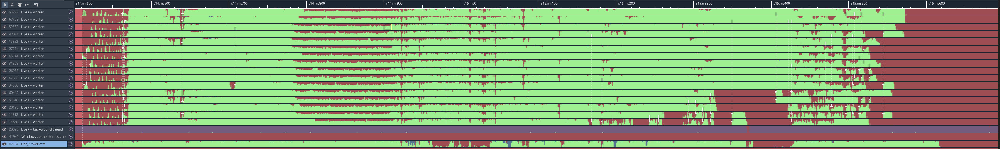 s14:ms500 s14:ms600 s14:ms700 s14:ms800 s14:ms900 s15:ms0 s15:ms100 s15:ms200 s15:ms300 s15:ms400 s15:ms500 s15:ms600
58292 Live++ worker
67728 Live++ worker
59652 Live++ worker
47344 Live++ worker
16852 Live++ worker
27284 Live++ worker
65544 Live++ worker
31808 Live++ worker
26088 Live++ worker
67600 Live++ worker
34000 Live++ worker
60412 Live++ worker
52548 Live++ worker
20128 Live++ worker
14812 Live++ worker
18880 Live++ worker
28028 Live++ background thread
41940 Windows connection listene
62204 LPP_Broker.exe